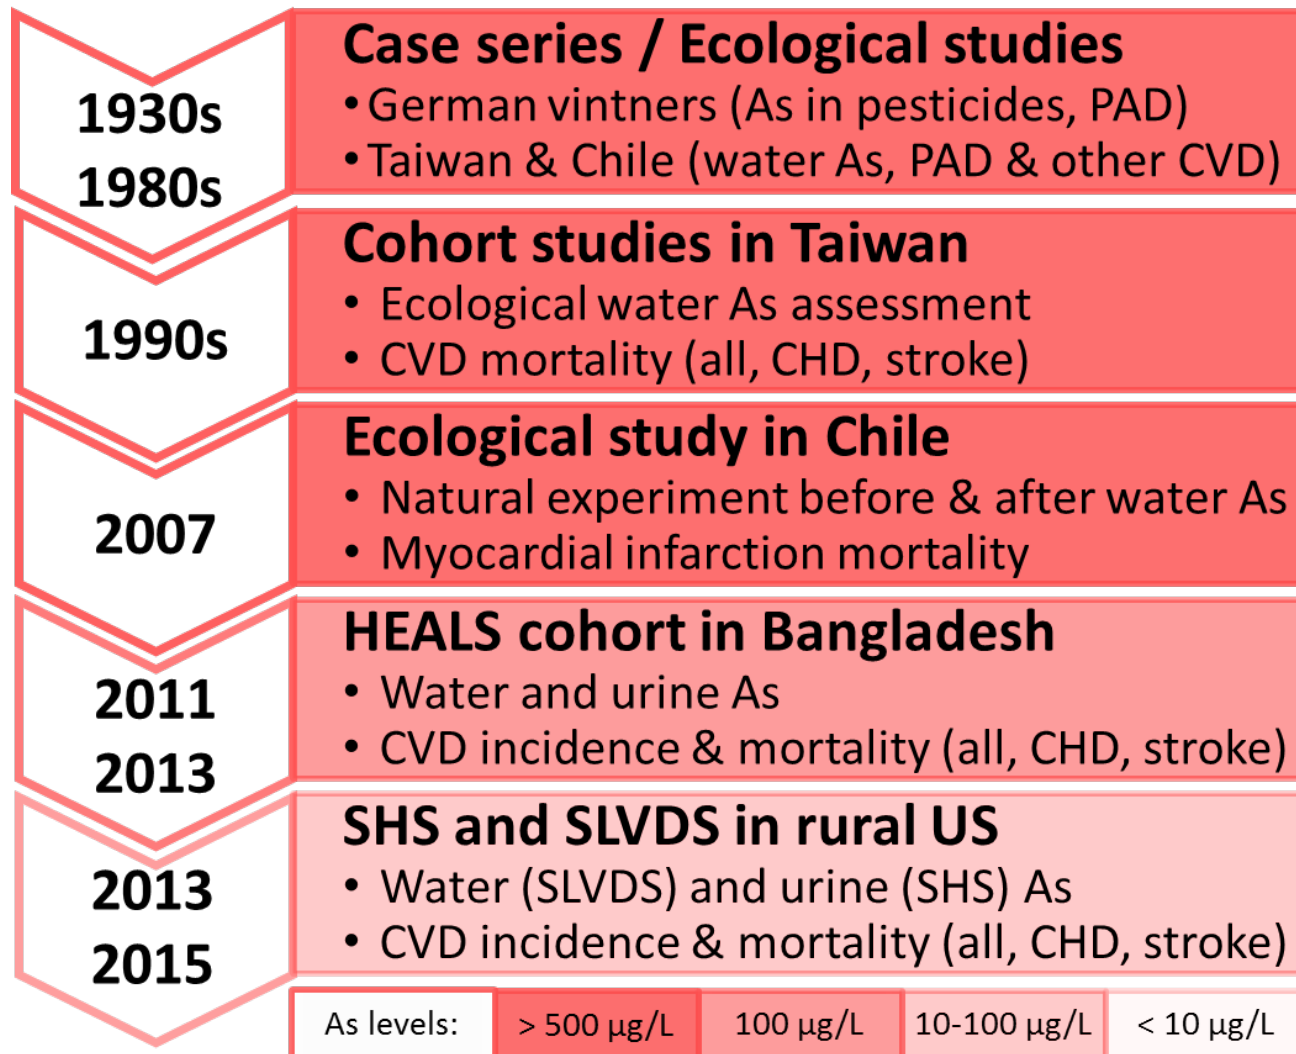 1930s
1980s
Case series / Ecological studies
• German vintners (As in pesticides, PAD)
• Taiwan & Chile (water As, PAD & other CVD)
1990s
Cohort studies in Taiwan
• Ecological water As assessment
• CVD mortality (all, CHD, stroke)
2007
Ecological study in Chile
• Natural experiment before & after water As
• Myocardial infarction mortality
2011
2013
HEALS cohort in Bangladesh
• Water and urine As
• CVD incidence & mortality (all, CHD, stroke)
2013
2015
SHS and SLVDS in rural US
• Water (SLVDS) and urine (SHS) As
• CVD incidence & mortality (all, CHD, stroke)
As levels: > 500 µg/L 100 µg/L 10-100 µg/L < 10 µg/L